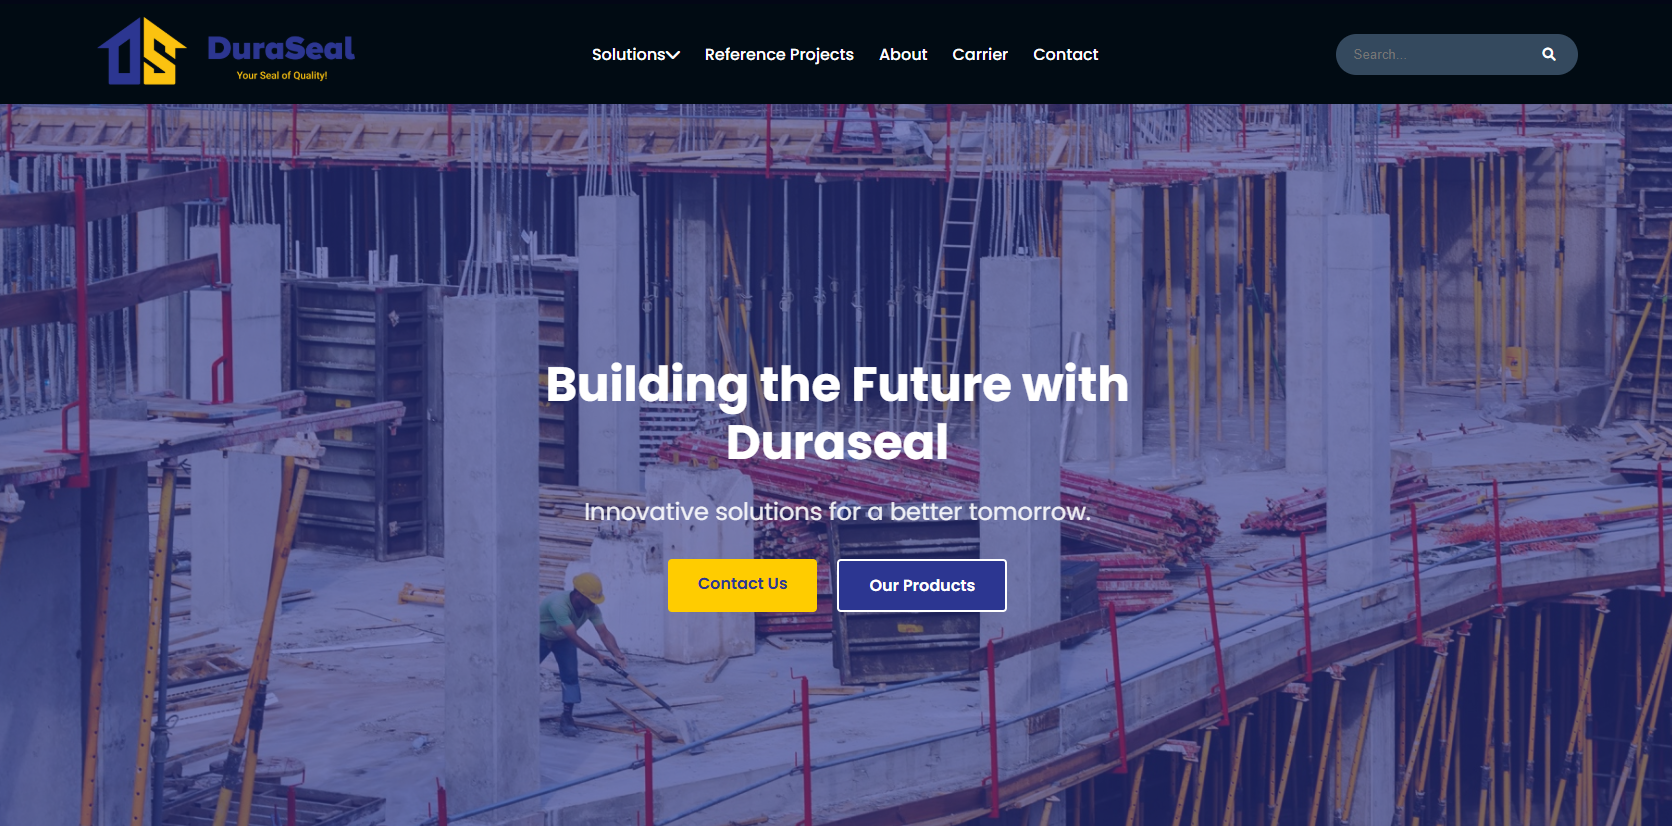 DS DuraSeal
Your Seal of Quality!
Solutions
Reference Projects
About
Carrier
Contact
Search...
Building the Future with
Duraseal
Innovative solutions for a better tomorrow.
Contact Us
Our Products